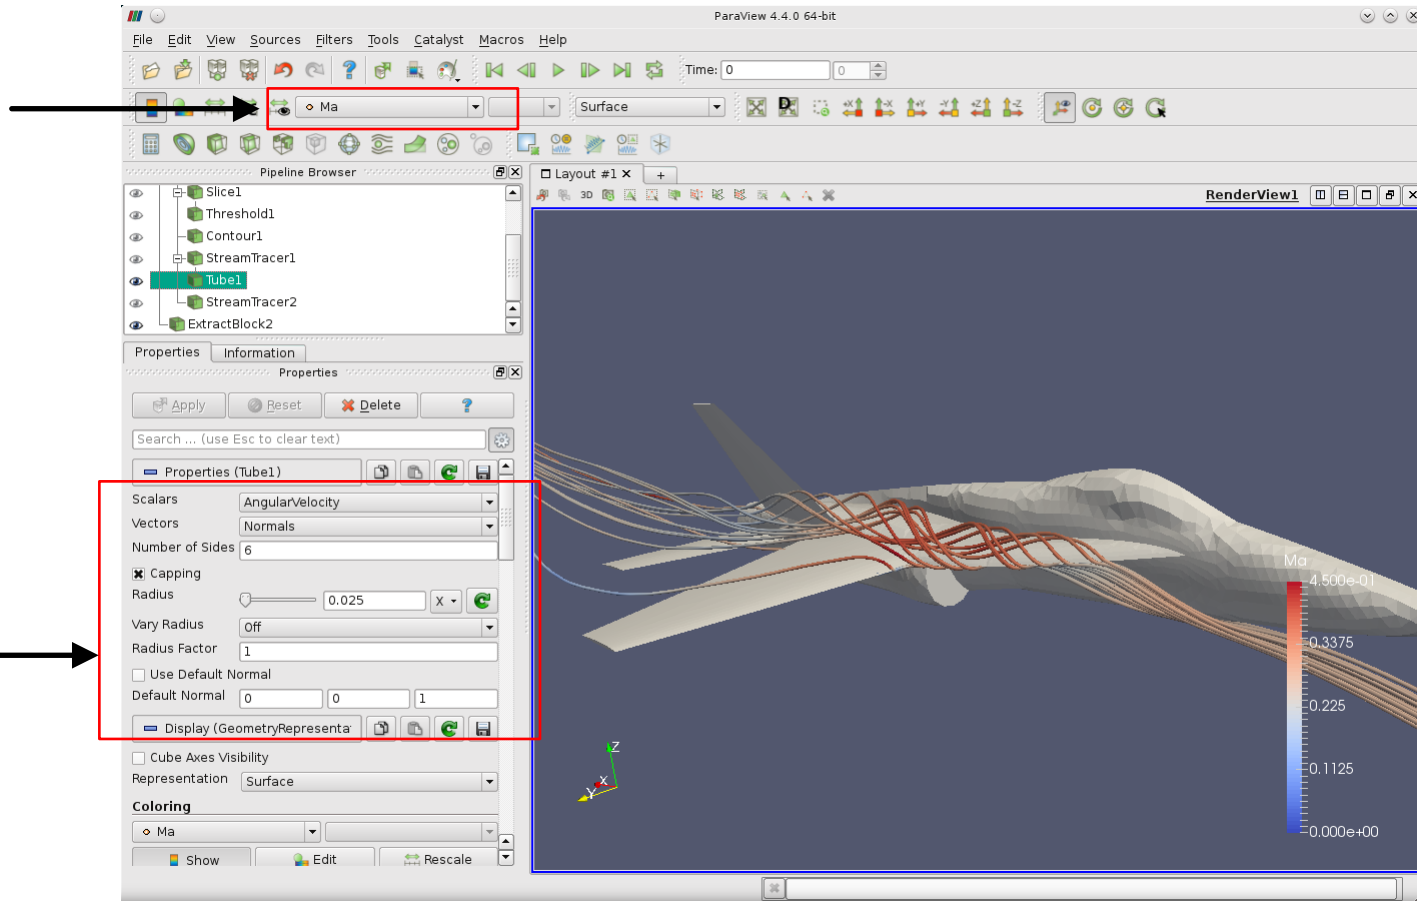 ParaView 4.4.0 64-bit
File Edit View Sources Filters Tools Catalyst Macros Help
Time: 0 0
Ma Surface
Pipeline Browser
Slice1
Threshold1
Contour1
StreamTracer1
Tube1
StreamTracer2
ExtractBlock2
Properties Information
Properties
Apply Reset Delete ?
Search ... (use Esc to clear text)
Properties (Tube1)
Scalars AngularVelocity
Vectors Normals
Number of Sides 6
Capping
Radius 0.025 X
Vary Radius Off
Radius Factor 1
Use Default Normal
Default Normal 0 0 1
Display (GeometryRepresenta
Cube Axes Visibility
Representation Surface
Coloring
Ma
Show Edit Rescale
Layout #1 +
3D RenderView1
Ma
4.500e-01
0.3375
0.225
0.1125
0.000e+00
Z
X
Y